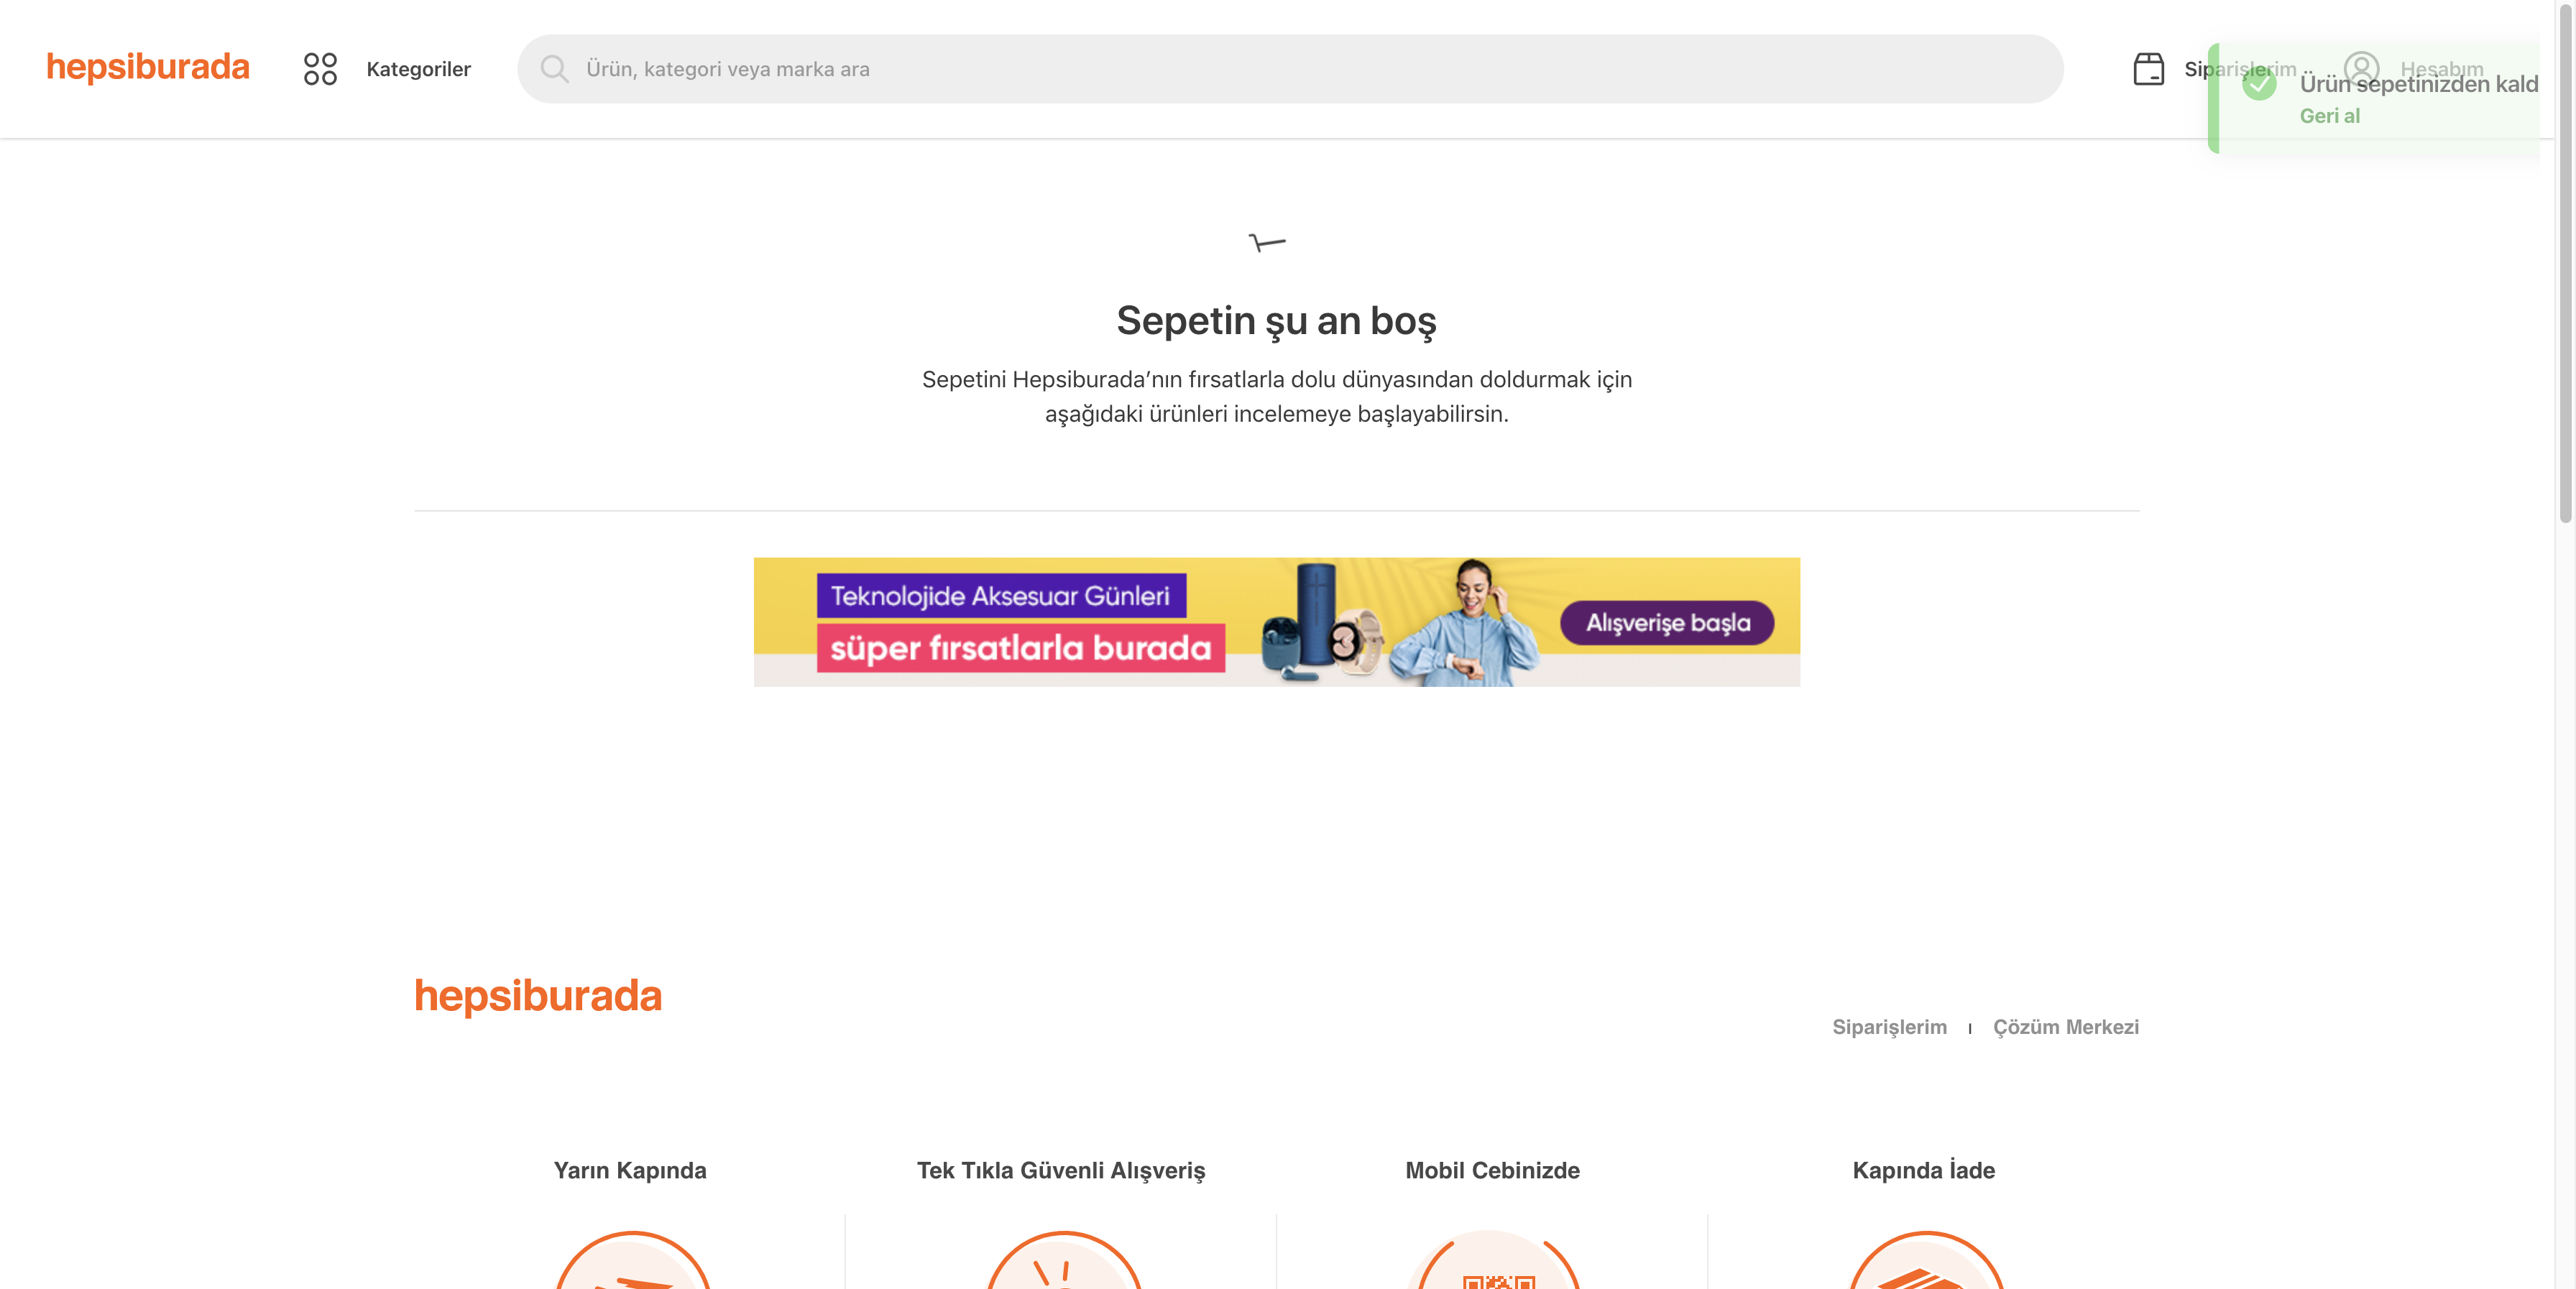 hepsiburada
Kategoriler
Ürün, kategori veya marka ara
Siparişlerim
Hesabım
Ürün sepetinizden kald
Geri al
Sepetin şu an boş
Sepetini Hepsiburada’nın fırsatlarla dolu dünyasından doldurmak için
aşağıdaki ürünleri incelemeye başlayabilirsin.
Teknolojide Aksesuar Günleri
süper fırsatlarla burada
Alışverişe başla
hepsiburada
Siparişlerim | Çözüm Merkezi
Yarın Kapında
Tek Tıkla Güvenli Alışveriş
Mobil Cebinizde
Kapında İade